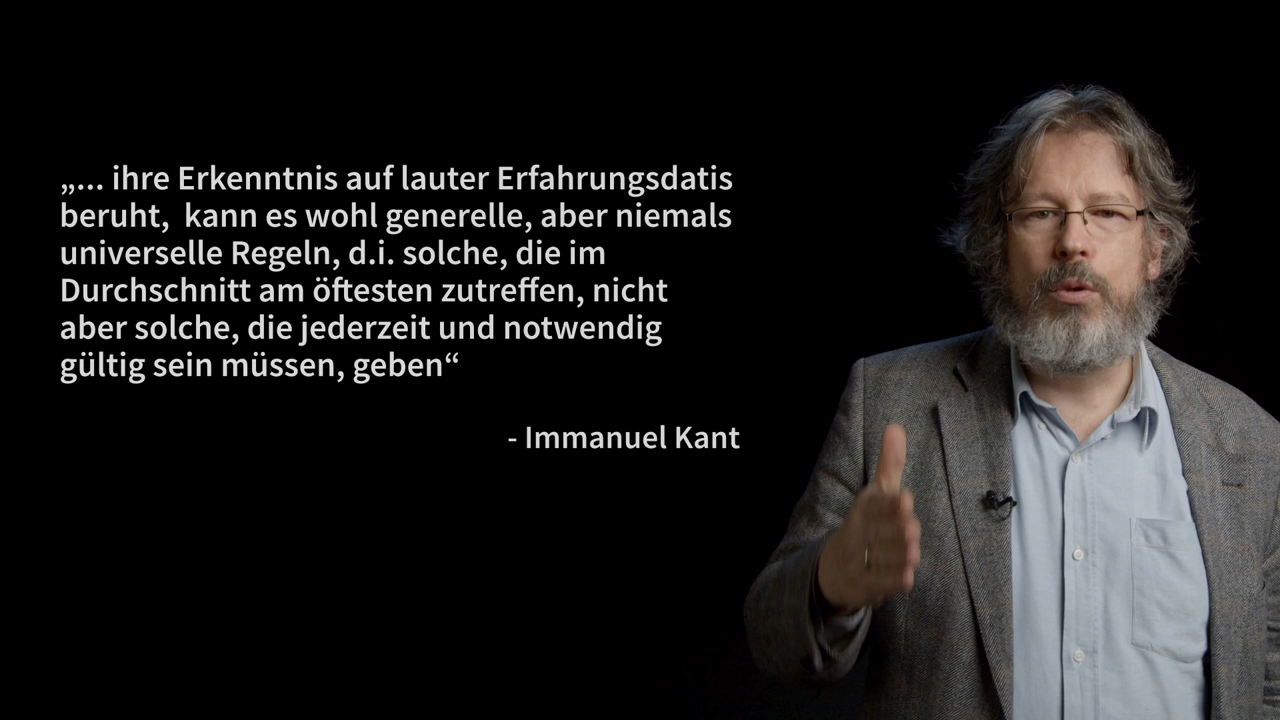 „... ihre Erkenntnis auf lauter Erfahrungsdatis
beruht,  kann es wohl generelle, aber niemals
universelle Regeln, d.i. solche, die im
Durchschnitt am öftesten zutreffen, nicht
aber solche, die jederzeit und notwendig
gültig sein müssen, geben“
- Immanuel Kant